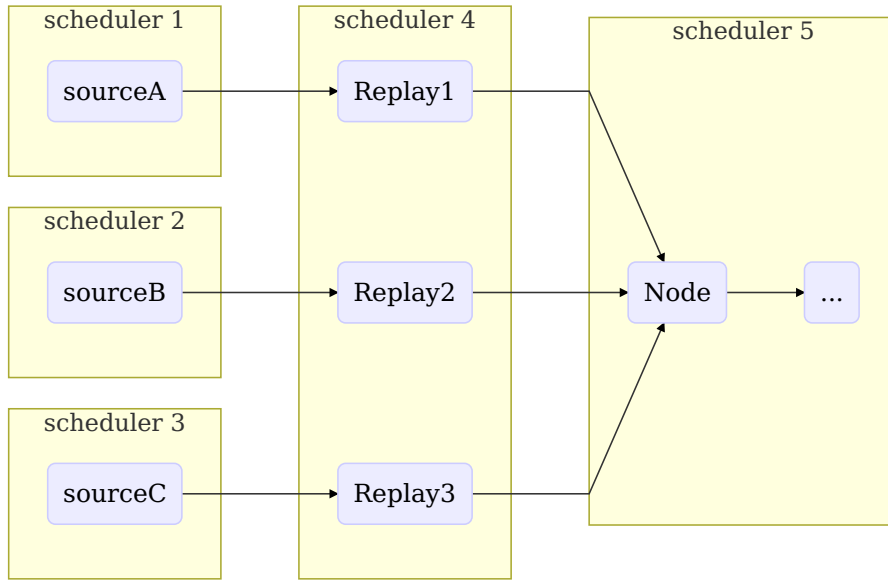 scheduler 1
sourceA
scheduler 2
sourceB
scheduler 3
sourceC
scheduler 4
Replay1
Replay2
Replay3
scheduler 5
Node
...